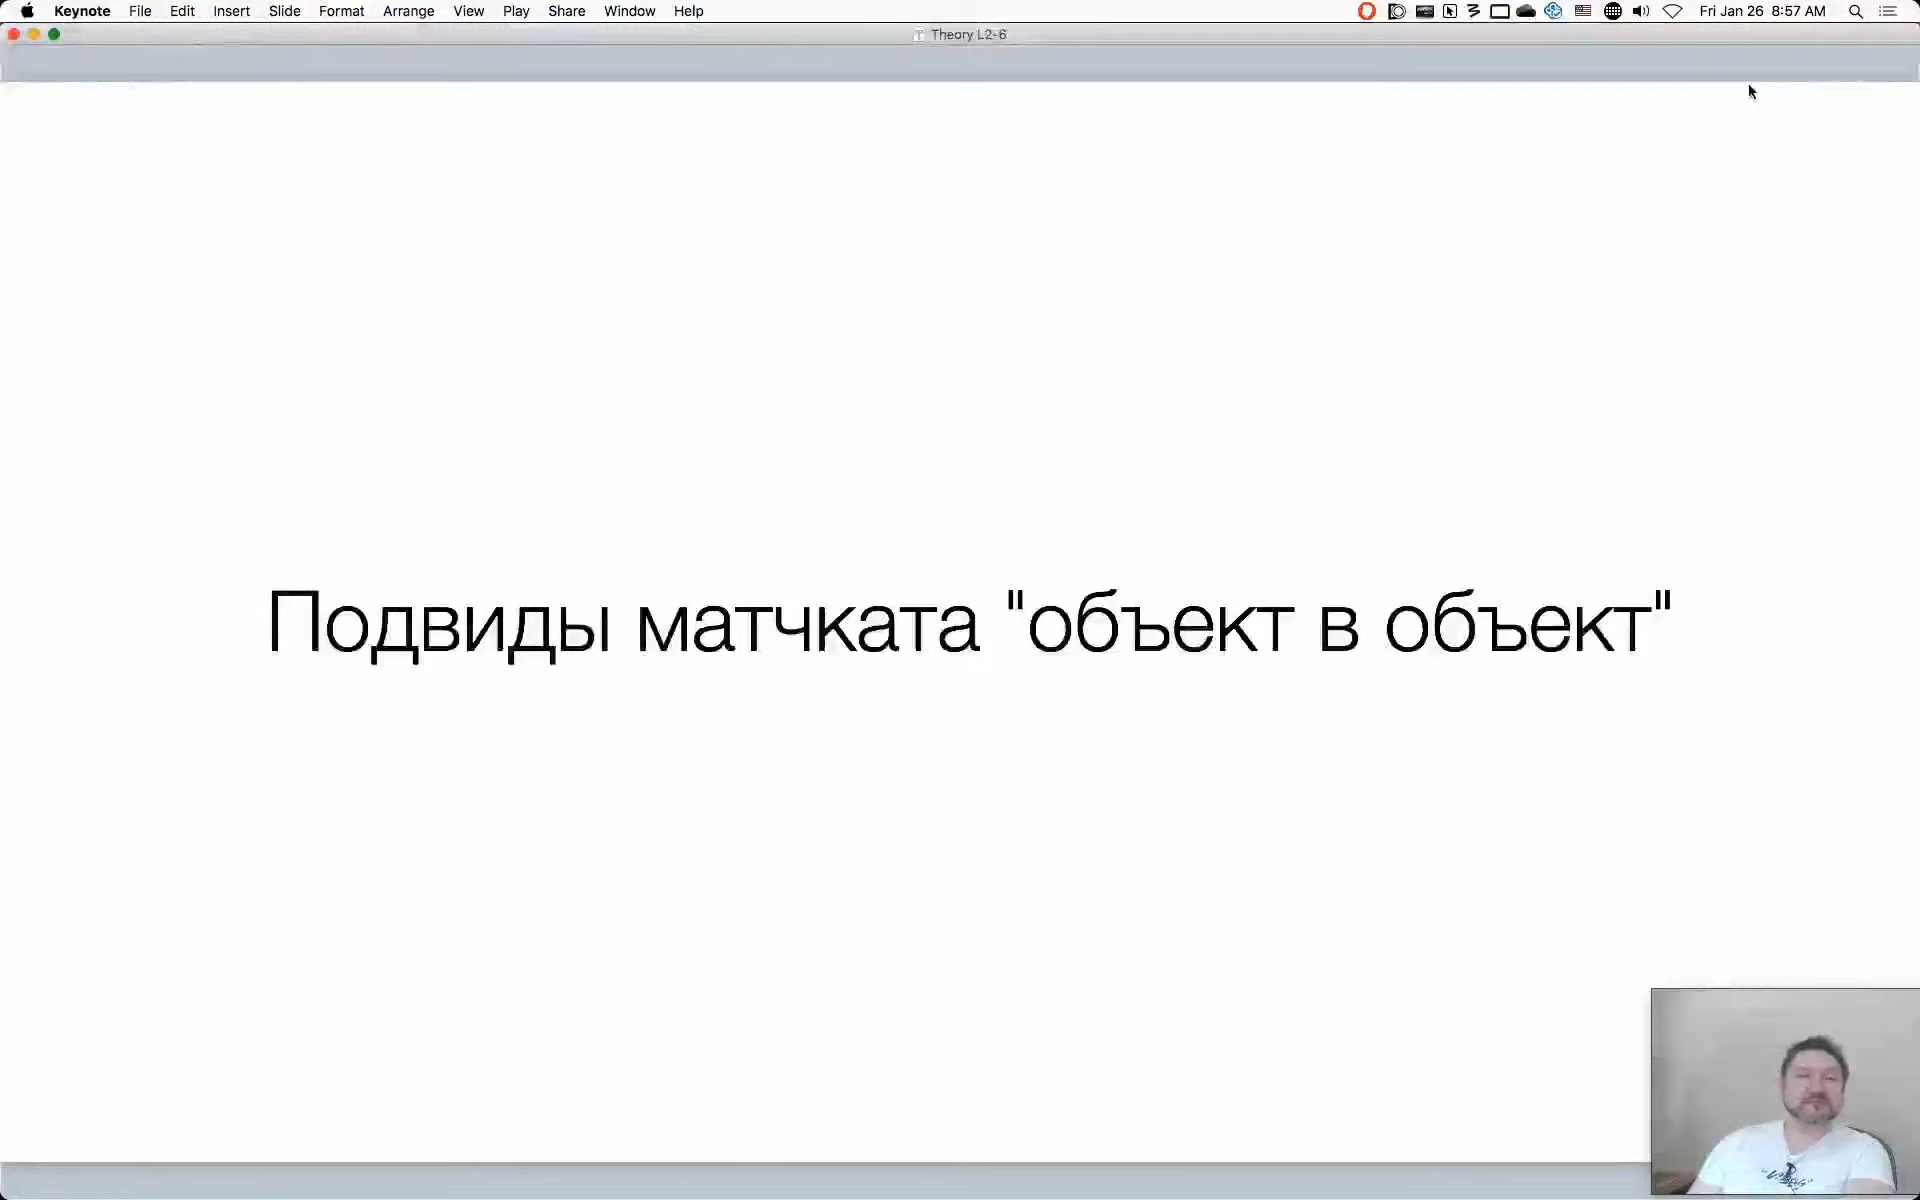 Keynote File Edit Insert Slide Format Arrange View Play Share Window Help Fri Jan 26 8:57 AM
Theory L2-6
Подвиды матчката "объект в объект"